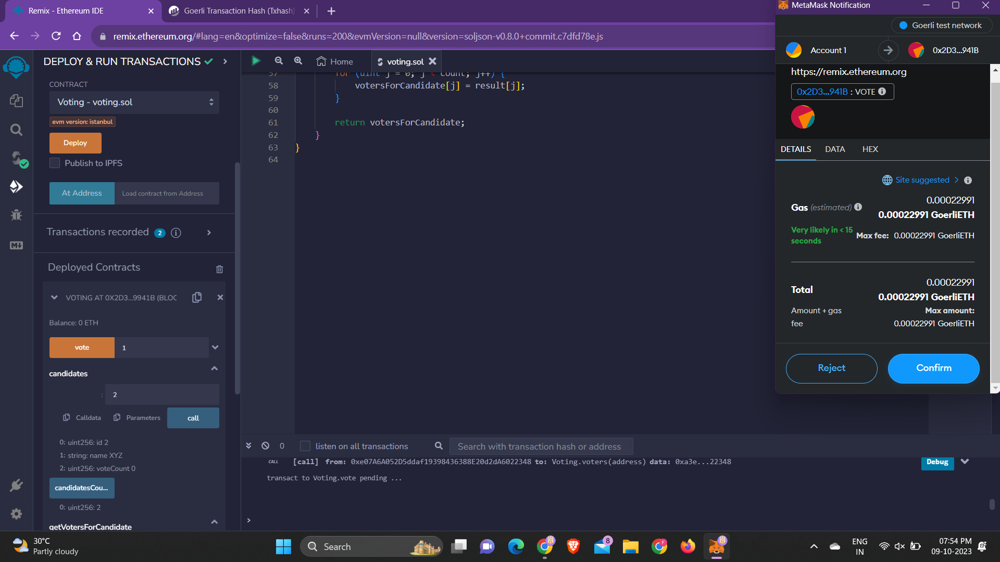 Remix - Ethereum IDE
Goerli Transaction Hash (Txhash)
remix.ethereum.org/#lang=en&optimize=false&runs=200&evmVersion=null&version=soljson-v0.8.0+commit.c7dfd78e.js
DEPLOY & RUN TRANSACTIONS
CONTRACT
Voting - voting.sol
evm version: istanbul
Deploy
Publish to IPFS
At Address
Load contract from Address
Transactions recorded 2
Deployed Contracts
VOTING AT 0X2D3...9941B (BLOC
Balance: 0 ETH
vote
1
candidates
:
2
Calldata
Parameters
call
0: uint256: id 2
1: string: name XYZ
2: uint256: voteCount 0
candidatesCou...
0: uint256: 2
getVotersForCandidate
Home
voting.sol
57 for (uint j = 0; j < count; j++) {
58 votersForCandidate[j] = result[j];
59 }
60
61 return votersForCandidate;
62 }
63 }
64
0
listen on all transactions
Search with transaction hash or address
CALL [call] from: 0xe07A6A052D5ddaf19398436388E20d2dA6022348 to: Voting.voters(address) data: 0xa3e...22348
Debug
transact to Voting.vote pending ...
>
MetaMask Notification
Goerli test network
Account 1
0x2D3...941B
https://remix.ethereum.org
0x2D3...941B : VOTE
DETAILS
DATA
HEX
Site suggested >
Gas (estimated)
0.00022991
0.00022991 GoerliETH
Very likely in < 15 seconds
Max fee: 0.00022991 GoerliETH
Total
0.00022991
0.00022991 GoerliETH
Amount + gas fee
Max amount:
0.00022991 GoerliETH
Reject
Confirm
30°C
Partly cloudy
Search
8
F
ENG
IN
07:54 PM
09-10-2023